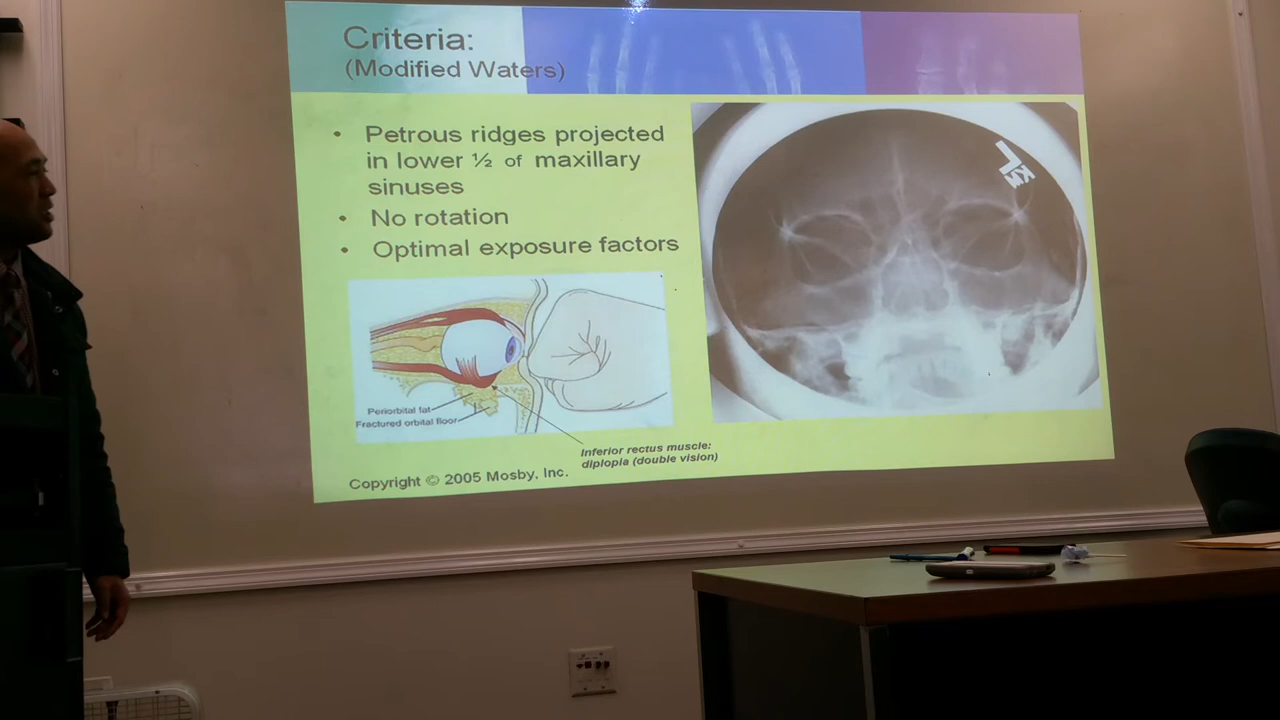 Criteria:
(Modified Waters)
• Petrous ridges projected
in lower ½ of maxillary
sinuses
• No rotation
• Optimal exposure factors
Periorbital fat
Fractured orbital floor
Inferior rectus muscle:
diplopia (double vision)
Copyright © 2005 Mosby, Inc.
L